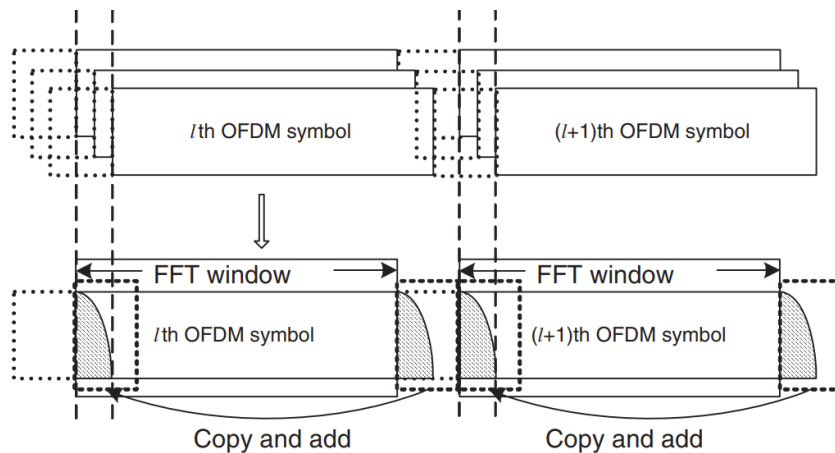 lth OFDM symbol
(l+1)th OFDM symbol
FFT window
FFT window
lth OFDM symbol
(l+1)th OFDM symbol
Copy and add
Copy and add